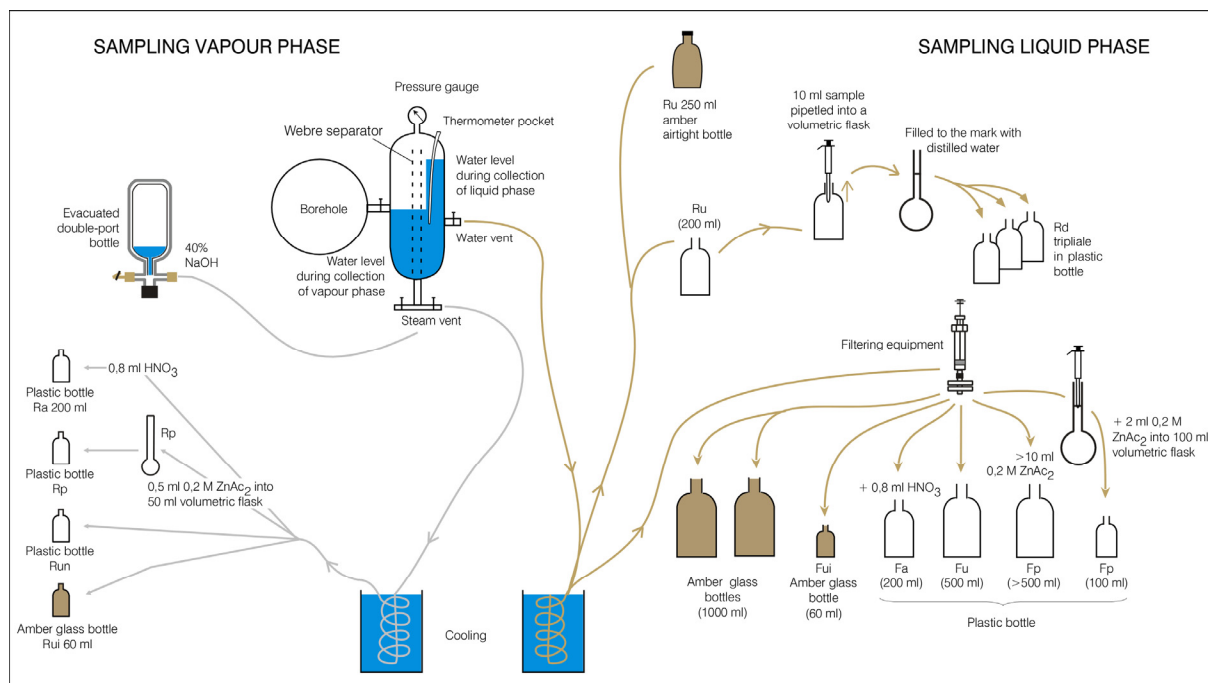 SAMPLING VAPOUR PHASE
SAMPLING LIQUID PHASE
Pressure gauge
Thermometer pocket
Webre separator
Water level
during collection
of liquid phase
Borehole
Water vent
Water level
during collection
of vapour phase
Steam vent
Evacuated
double-port
bottle
40%
NaOH
0,8 ml HNO3
Plastic bottle
Ra 200 ml
Rp
Plastic bottle
Rp
0,5 ml 0,2 M ZnAc2 into
50 ml volumetric flask
Plastic bottle
Run
Amber glass bottle
Rui 60 ml
Cooling
Ru 250 ml
amber
airtight bottle
10 ml sample
pipetled into a
volumetric flask
Filled to the mark with
distilled water
Ru
(200 ml)
Rd
tripliale
in plastic
bottle
Filtering equipment
+ 2 ml 0,2 M
ZnAc2 into 100 ml
volumetric flask
>10 ml
0,2 M ZnAc2
+ 0,8 ml HNO3
Amber glass
bottles
(1000 ml)
Fui
Amber glass
bottle
(60 ml)
Fa
(200 ml)
Fu
(500 ml)
Fp
(>500 ml)
Fp
(100 ml)
Plastic bottle